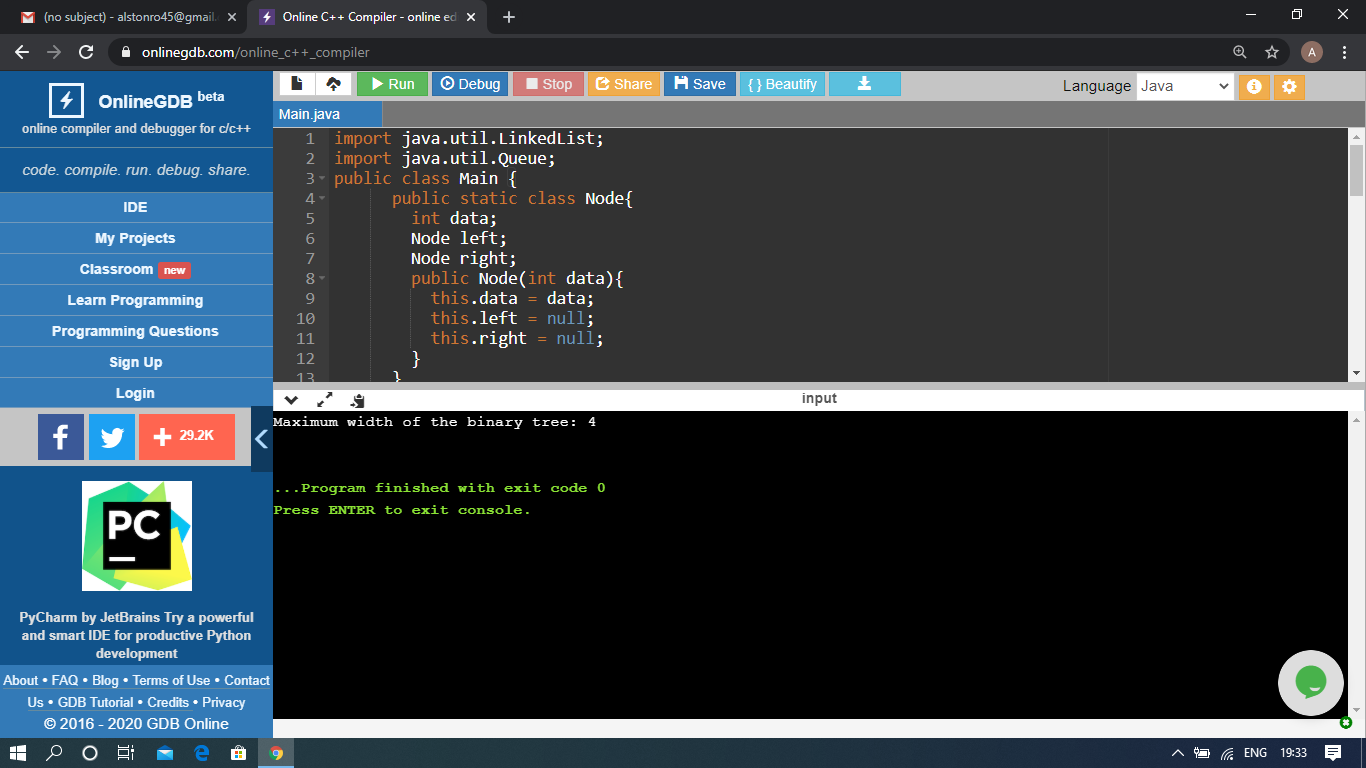 (no subject) - alstonro45@gmail.
Online C++ Compiler - online ed
onlinegdb.com/online_c++_compiler
A
OnlineGDB beta
online compiler and debugger for c/c++
code. compile. run. debug. share.
IDE
My Projects
Classroom new
Learn Programming
Programming Questions
Sign Up
Login
29.2K
PC
PyCharm by JetBrains Try a powerful
and smart IDE for productive Python
development
About • FAQ • Blog • Terms of Use • Contact
Us • GDB Tutorial • Credits • Privacy
© 2016 - 2020 GDB Online
Run
Debug
Stop
Share
Save
{ } Beautify
Language Java
Main.java
1 import java.util.LinkedList;
2 import java.util.Queue;
3 public class Main {
4 public static class Node{
5 int data;
6 Node left;
7 Node right;
8 public Node(int data){
9 this.data = data;
10 this.left = null;
11 this.right = null;
12 }
13 }
input
Maximum width of the binary tree: 4
...Program finished with exit code 0
Press ENTER to exit console.
ENG 19:33